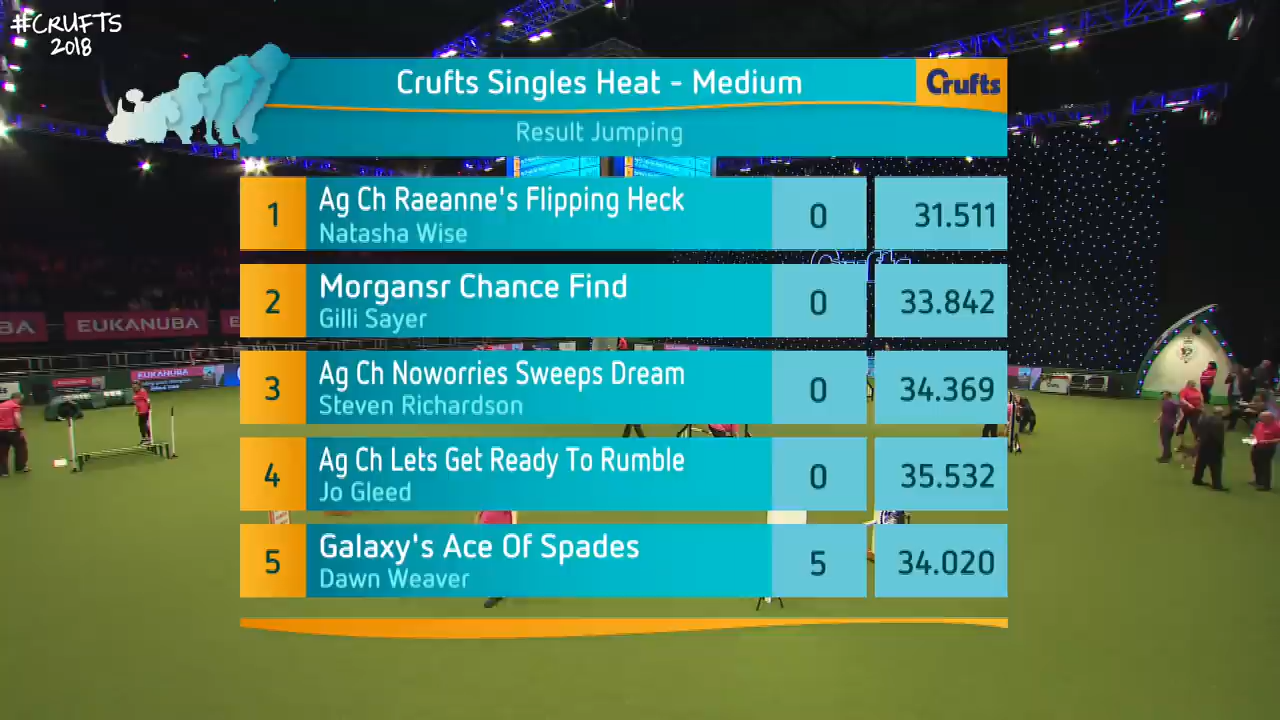 #CRUFTS
2018
Crufts Singles Heat - Medium
Crufts
Result Jumping
1
Ag Ch Raeanne's Flipping Heck
Natasha Wise
0
31.511
2
Morgansr Chance Find
Gilli Sayer
0
33.842
3
Ag Ch Noworries Sweeps Dream
Steven Richardson
0
34.369
4
Ag Ch Lets Get Ready To Rumble
Jo Gleed
0
35.532
5
Galaxy's Ace Of Spades
Dawn Weaver
5
34.020
EUKANUBA
EUKANUBA